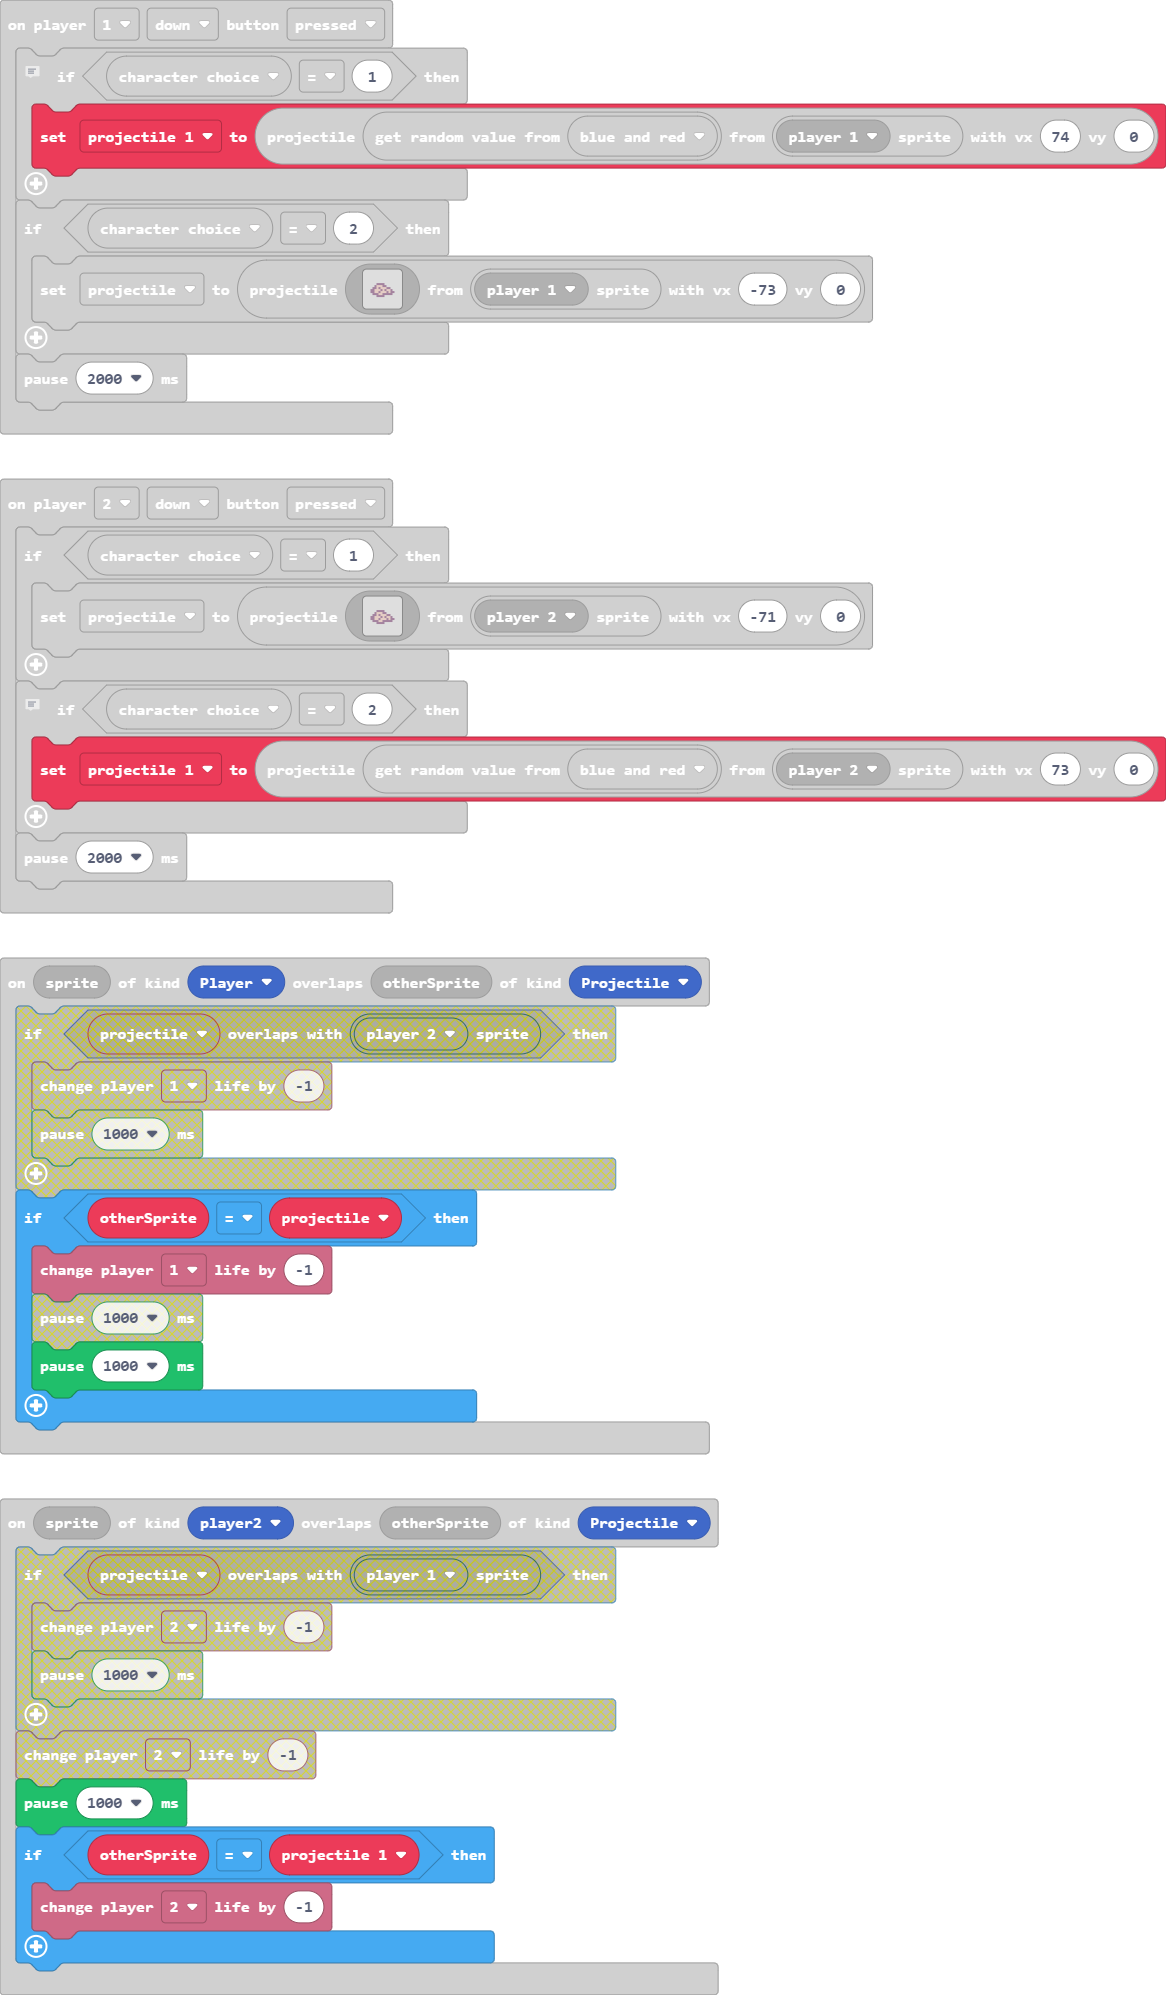 on player 1 down button pressed
if character choice = 1 then
set projectile 1 to projectile get random value from blue and red from player 1 sprite with vx 74 vy 0
if character choice = 2 then
set projectile to projectile from player 1 sprite with vx -73 vy 0
pause 2000 ms
on player 2 down button pressed
if character choice = 1 then
set projectile to projectile from player 2 sprite with vx -71 vy 0
if character choice = 2 then
set projectile 1 to projectile get random value from blue and red from player 2 sprite with vx 73 vy 0
pause 2000 ms
on sprite of kind Player overlaps otherSprite of kind Projectile
if projectile overlaps with player 2 sprite then
change player 1 life by -1
pause 1000 ms
if otherSprite = projectile then
change player 1 life by -1
pause 1000 ms
pause 1000 ms
on sprite of kind player2 overlaps otherSprite of kind Projectile
if projectile overlaps with player 1 sprite then
change player 2 life by -1
pause 1000 ms
change player 2 life by -1
pause 1000 ms
if otherSprite = projectile 1 then
change player 2 life by -1